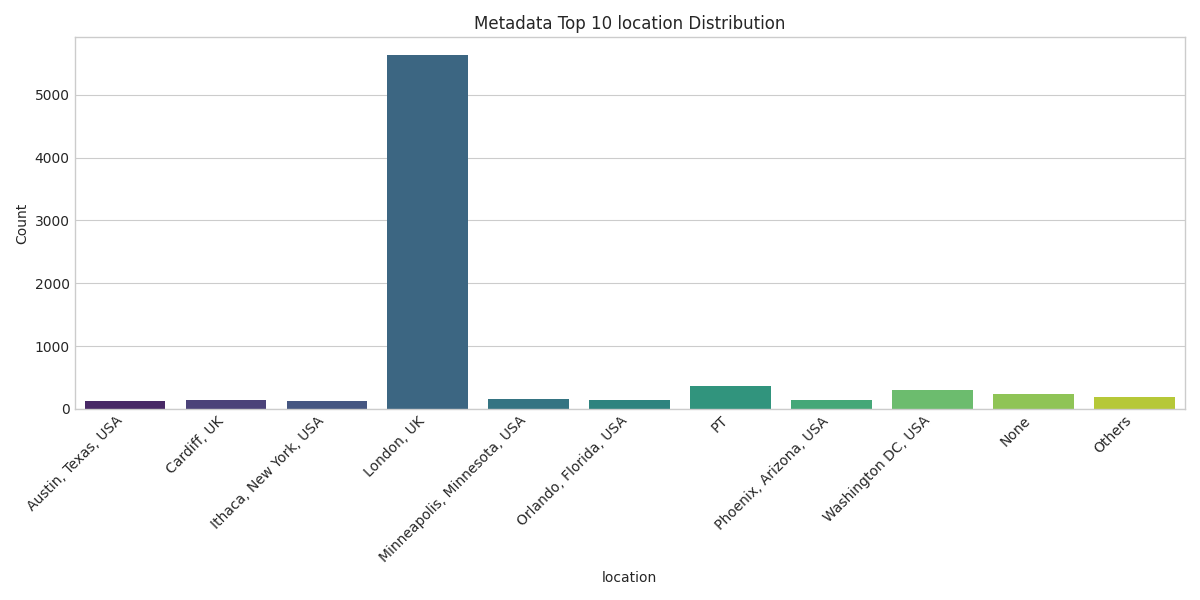 Metadada Top 10 location Distribution
Count
5000
4000
3000
2000
1000
0
Austin, Texas, USA
Cardiff, UK
Ithaca, New York, USA
London, UK
Minneapolis, Minnesota, USA
Orlando, Florida, USA
PT
Phoenix, Arizona, USA
Washington DC, USA
None
Others
location